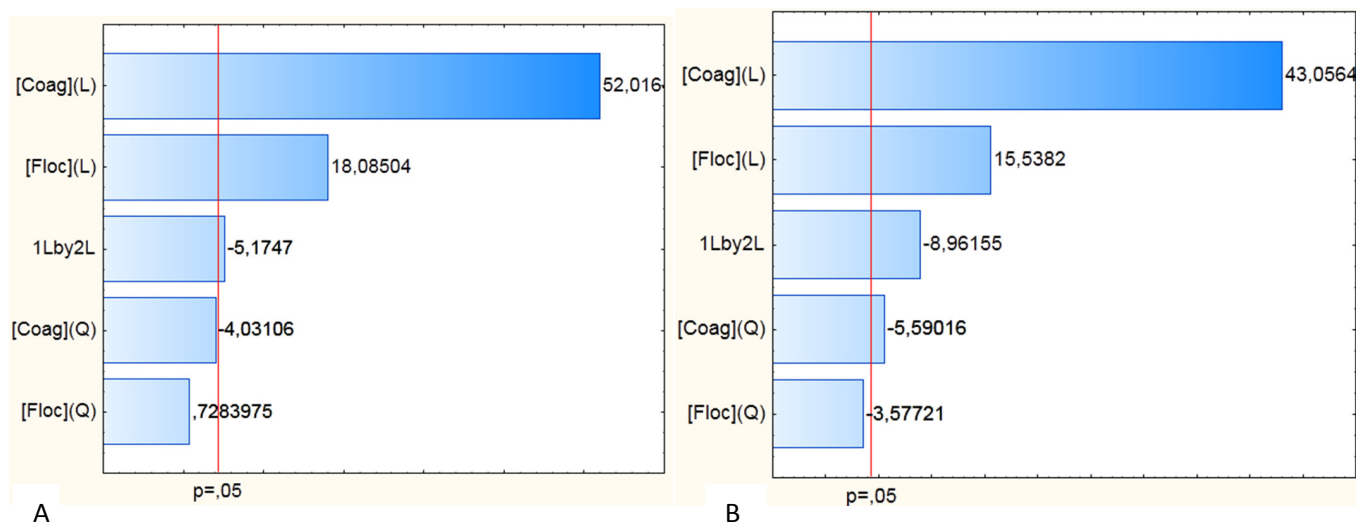 [Coag](L)
52,016
[Floc](L)
18,08504
1Lby2L
-5,1747
[Coag](Q)
-4,03106
[Floc](Q)
,7283975
p=,05
A
[Coag](L)
43,0564
[Floc](L)
15,5382
1Lby2L
-8,96155
[Coag](Q)
-5,59016
[Floc](Q)
-3,57721
p=,05
B